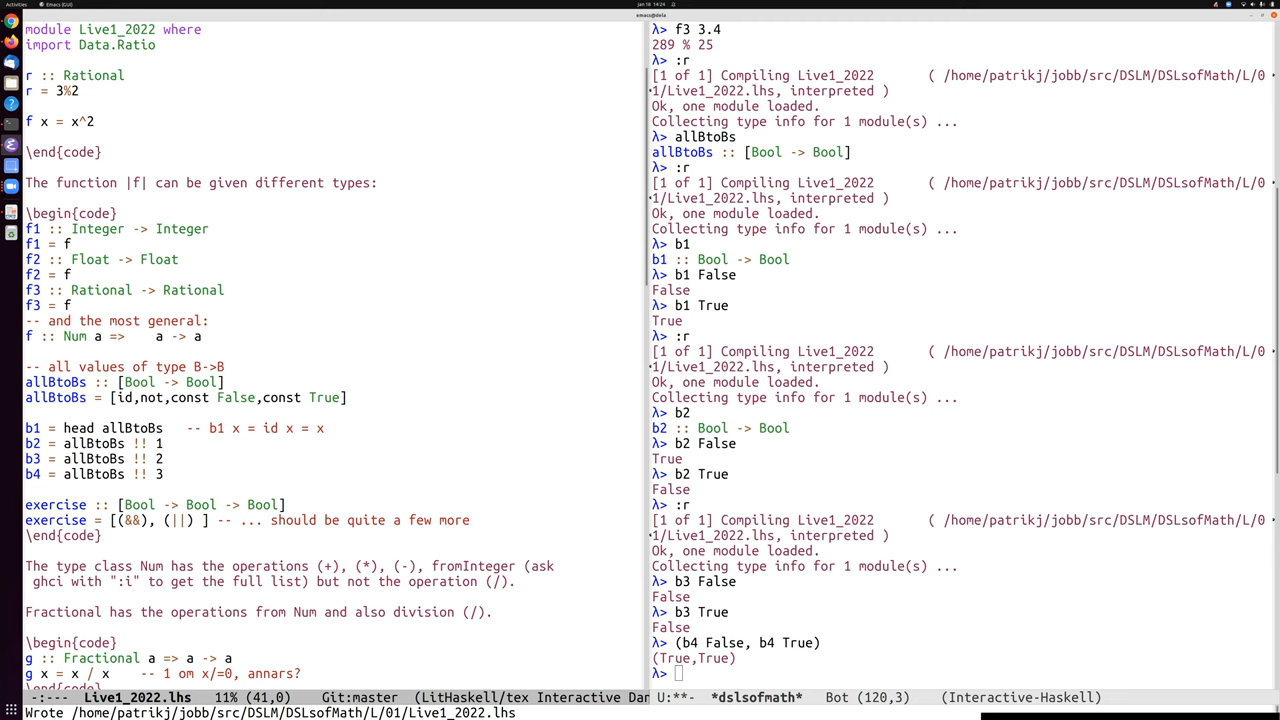 Activities Emacs (GUI) Jan 18 14:24
emacs@dela
module Live1_2022 where
import Data.Ratio
r :: Rational
r = 3%2
f x = x^2
\end{code}
The function |f| can be given different types:
\begin{code}
f1 :: Integer -> Integer
f1 = f
f2 :: Float -> Float
f2 = f
f3 :: Rational -> Rational
f3 = f
-- and the most general:
f :: Num a =>     a -> a
-- all values of type B->B
allBtoBs :: [Bool -> Bool]
allBtoBs = [id,not,const False,const True]
b1 = head allBtoBs   -- b1 x = id x = x
b2 = allBtoBs !! 1
b3 = allBtoBs !! 2
b4 = allBtoBs !! 3
exercise :: [Bool -> Bool -> Bool]
exercise = [(&&), (||) ] -- ... should be quite a few more
\end{code}
The type class Num has the operations (+), (*), (-), fromInteger (ask
ghci with ":i" to get the full list) but not the operation (/).
Fractional has the operations from Num and also division (/).
\begin{code}
g :: Fractional a => a -> a
g x = x / x     -- 1 om x/=0, annars?
\end{code}
-:---  Live1_2022.lhs   11% (41,0)    Git:master  (LitHaskell/tex Interactive Dan
Wrote /home/patrikj/jobb/src/DSLM/DSLsofMath/L/01/Live1_2022.lhs
λ> f3 3.4
289 % 25
λ> :r
[1 of 1] Compiling Live1_2022       ( /home/patrikj/jobb/src/DSLM/DSLsofMath/L/0
1/Live1_2022.lhs, interpreted )
Ok, one module loaded.
Collecting type info for 1 module(s) ...
λ> allBtoBs
allBtoBs :: [Bool -> Bool]
λ> :r
[1 of 1] Compiling Live1_2022       ( /home/patrikj/jobb/src/DSLM/DSLsofMath/L/0
1/Live1_2022.lhs, interpreted )
Ok, one module loaded.
Collecting type info for 1 module(s) ...
λ> b1
b1 :: Bool -> Bool
λ> b1 False
False
λ> b1 True
True
λ> :r
[1 of 1] Compiling Live1_2022       ( /home/patrikj/jobb/src/DSLM/DSLsofMath/L/0
1/Live1_2022.lhs, interpreted )
Ok, one module loaded.
Collecting type info for 1 module(s) ...
λ> b2
b2 :: Bool -> Bool
λ> b2 False
True
λ> b2 True
False
λ> :r
[1 of 1] Compiling Live1_2022       ( /home/patrikj/jobb/src/DSLM/DSLsofMath/L/0
1/Live1_2022.lhs, interpreted )
Ok, one module loaded.
Collecting type info for 1 module(s) ...
λ> b3 False
False
λ> b3 True
False
λ> (b4 False, b4 True)
(True,True)
λ>
U:**-  *dslsofmath*   Bot (120,3)    (Interactive-Haskell)